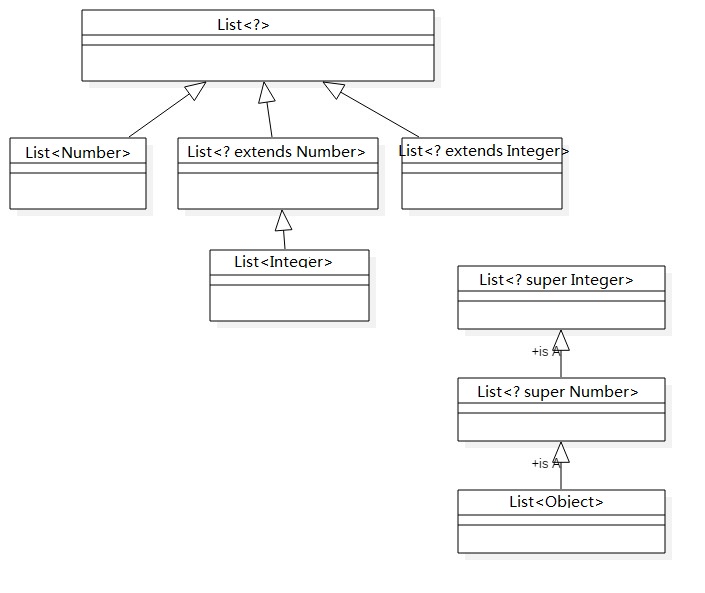 List<?>
List<Number>
List<? extends Number>
List<? extends Integer>
List<Integer>
List<? super Integer>
+is A
List<? super Number>
+is A
List<Object>